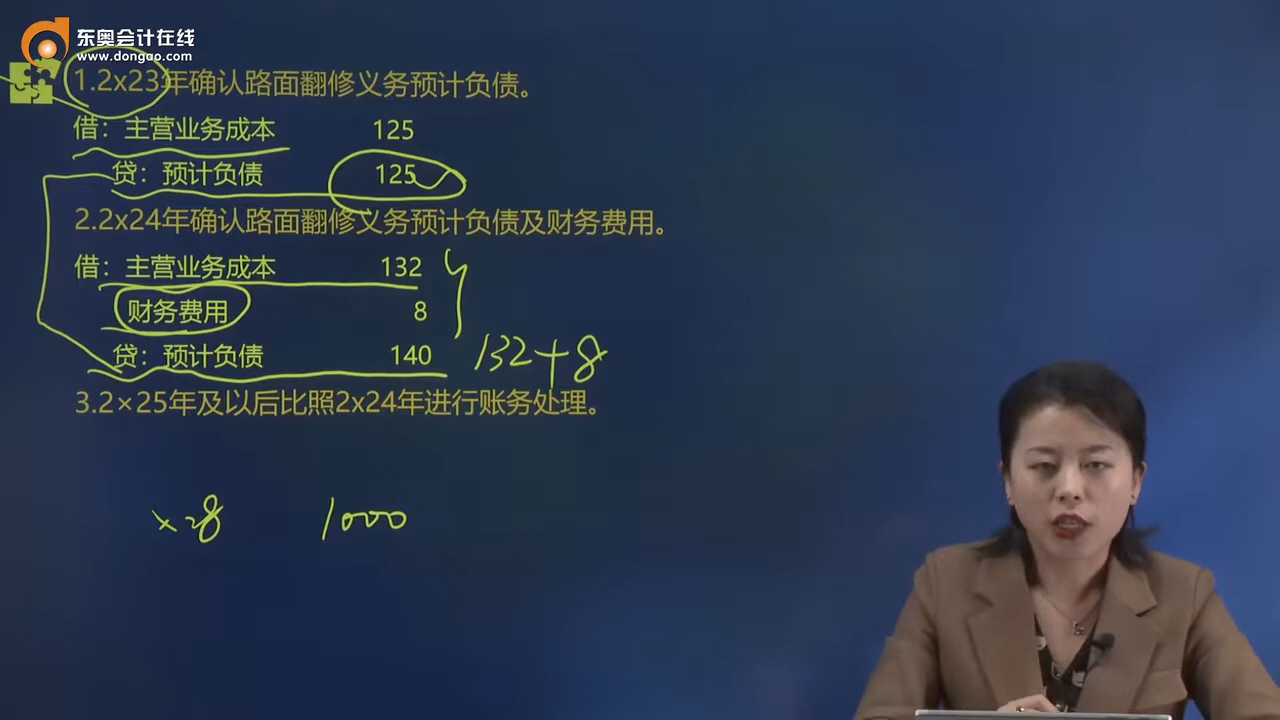 东奥会计在线
www.dongao.com
1.2x23年确认路面翻修义务预计负债。
借：主营业务成本 125
贷：预计负债 125
2.2x24年确认路面翻修义务预计负债及财务费用。
借：主营业务成本 132
财务费用 8
贷：预计负债 140
132+8
3.2×25年及以后比照2x24年进行账务处理。
x28 1000